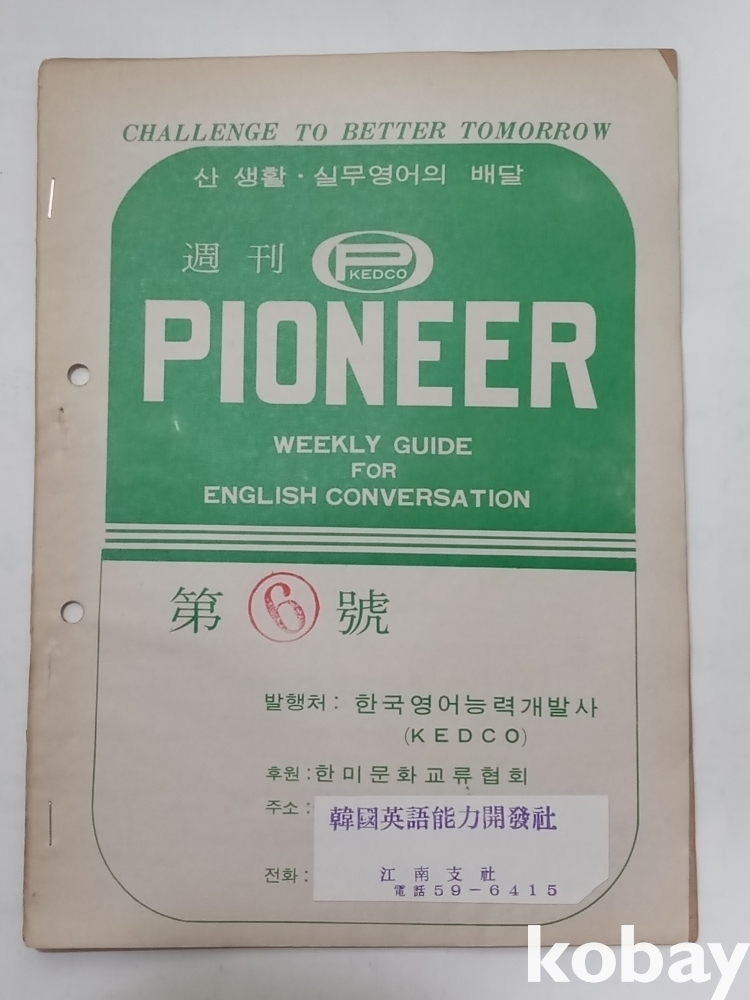 CHALLENGE TO BETTER TOMORROW
산 생활·실무영어의 배달
週刊 P KEDCO
PIONEER
WEEKLY GUIDE
FOR
ENGLISH CONVERSATION
第 6 號
발행처: 한국영어능력개발사
(KEDCO)
후원:한미문화교류협회
주소:
韓國英語能力開發社
전화:
江南支社
電話 59-6415
kobay